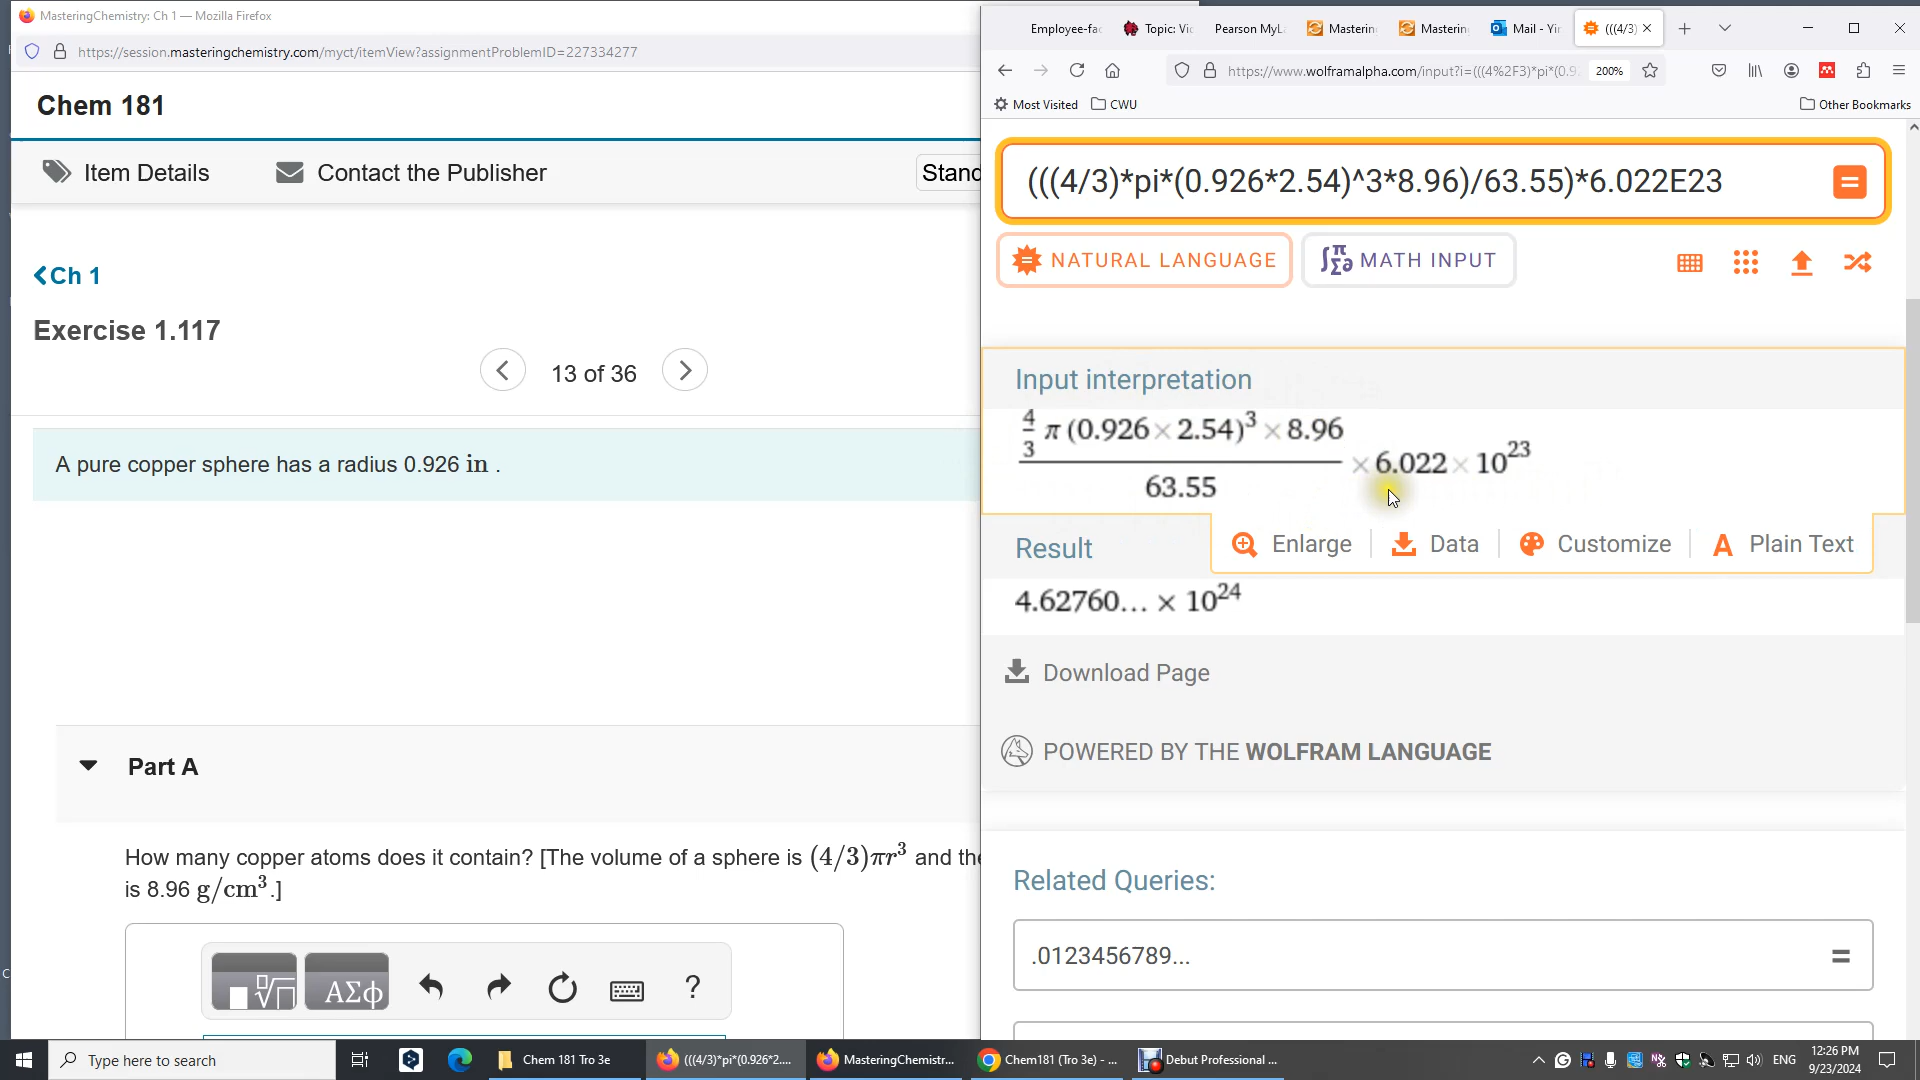 MasteringChemistry: Ch 1 — Mozilla Firefox
https://session.masteringchemistry.com/myct/itemView?assignmentProblemID=227334277
Chem 181
Item Details
Contact the Publisher
Stand
Ch 1
Exercise 1.117
13 of 36
A pure copper sphere has a radius 0.926 in .
Part A
How many copper atoms does it contain? [The volume of a sphere is (4/3)πr³ and the
is 8.96 g/cm³.]
ΑΣϕ
?
Employee-fac
Topic: Vic
Pearson MyL
Mastering
Mastering
Mail - Yin
(((4/3)
https://www.wolframalpha.com/input?i=(((4%2F3)*pi*(0.92
200%
Most Visited
CWU
Other Bookmarks
(((4/3)*pi*(0.926*2.54)^3*8.96)/63.55)*6.022E23
NATURAL LANGUAGE
MATH INPUT
Input interpretation
4/3 π (0.926 × 2.54)³ × 8.96
63.55
× 6.022 × 10²³
Result
Enlarge
Data
Customize
Plain Text
4.62760... × 10²⁴
Download Page
POWERED BY THE WOLFRAM LANGUAGE
Related Queries:
.0123456789...
Type here to search
Chem 181 Tro 3e
(((4/3)*pi*(0.926*2....
MasteringChemistr...
Chem181 (Tro 3e) - ...
Debut Professional ...
ENG
12:26 PM
9/23/2024